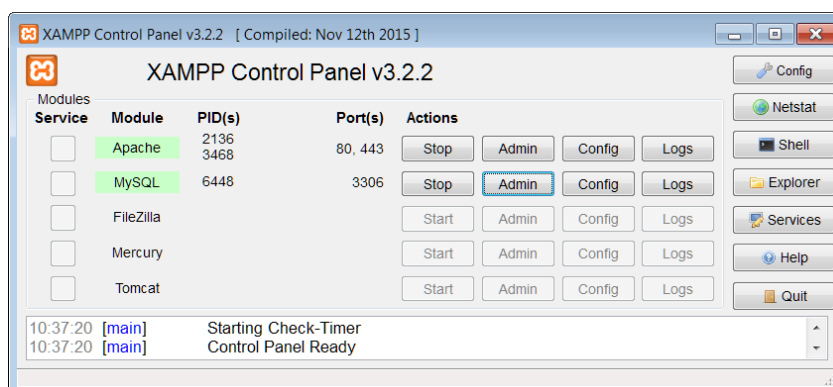 XAMPP Control Panel v3.2.2 [ Compiled: Nov 12th 2015 ]
XAMPP Control Panel v3.2.2
Config
Modules
Service Module PID(s) Port(s) Actions
Netstat
Apache 2136 3468 80, 443 Stop Admin Config Logs
Shell
MySQL 6448 3306 Stop Admin Config Logs
Explorer
FileZilla Start Admin Config Logs
Services
Mercury Start Admin Config Logs
Help
Tomcat Start Admin Config Logs
Quit
10:37:20 [main] Starting Check-Timer
10:37:20 [main] Control Panel Ready